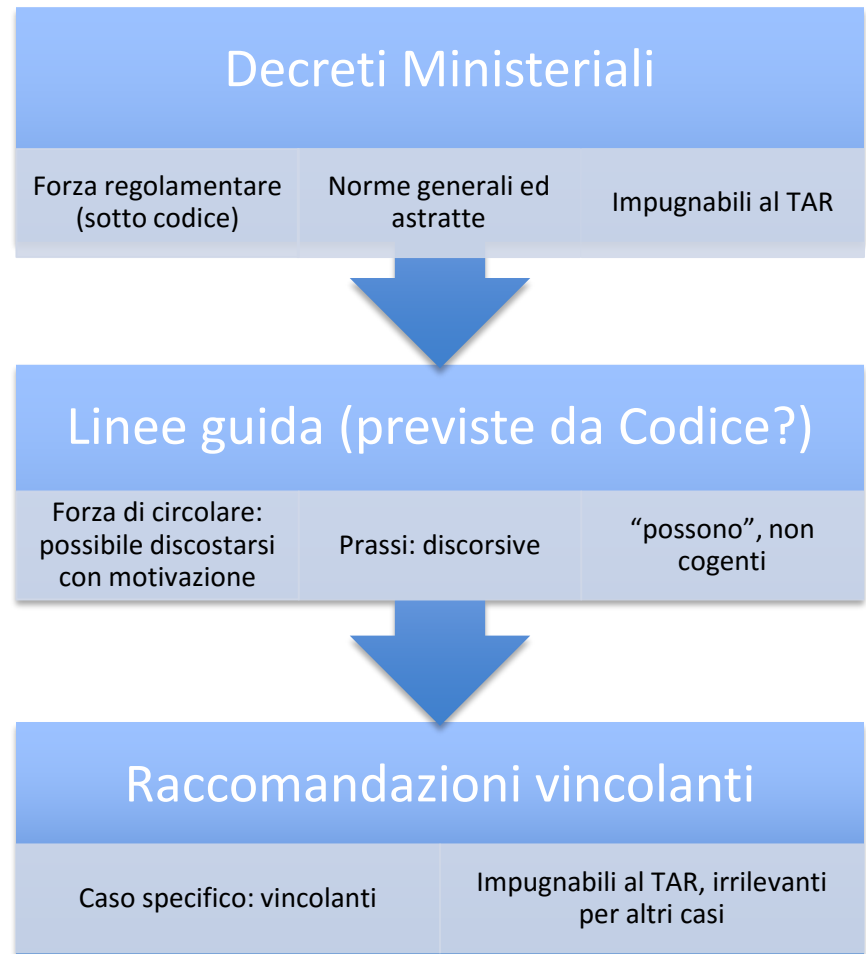 Decreti Ministeriali
Forza regolamentare
(sotto codice)
Norme generali ed
astratte
Impugnabili al TAR
Linee guida (previste da Codice?)
Forza di circolare:
possibile discostarsi
con motivazione
Prassi: discorsive
“possono”, non
cogenti
Raccomandazioni vincolanti
Caso specifico: vincolanti
Impugnabili al TAR, irrilevanti
per altri casi